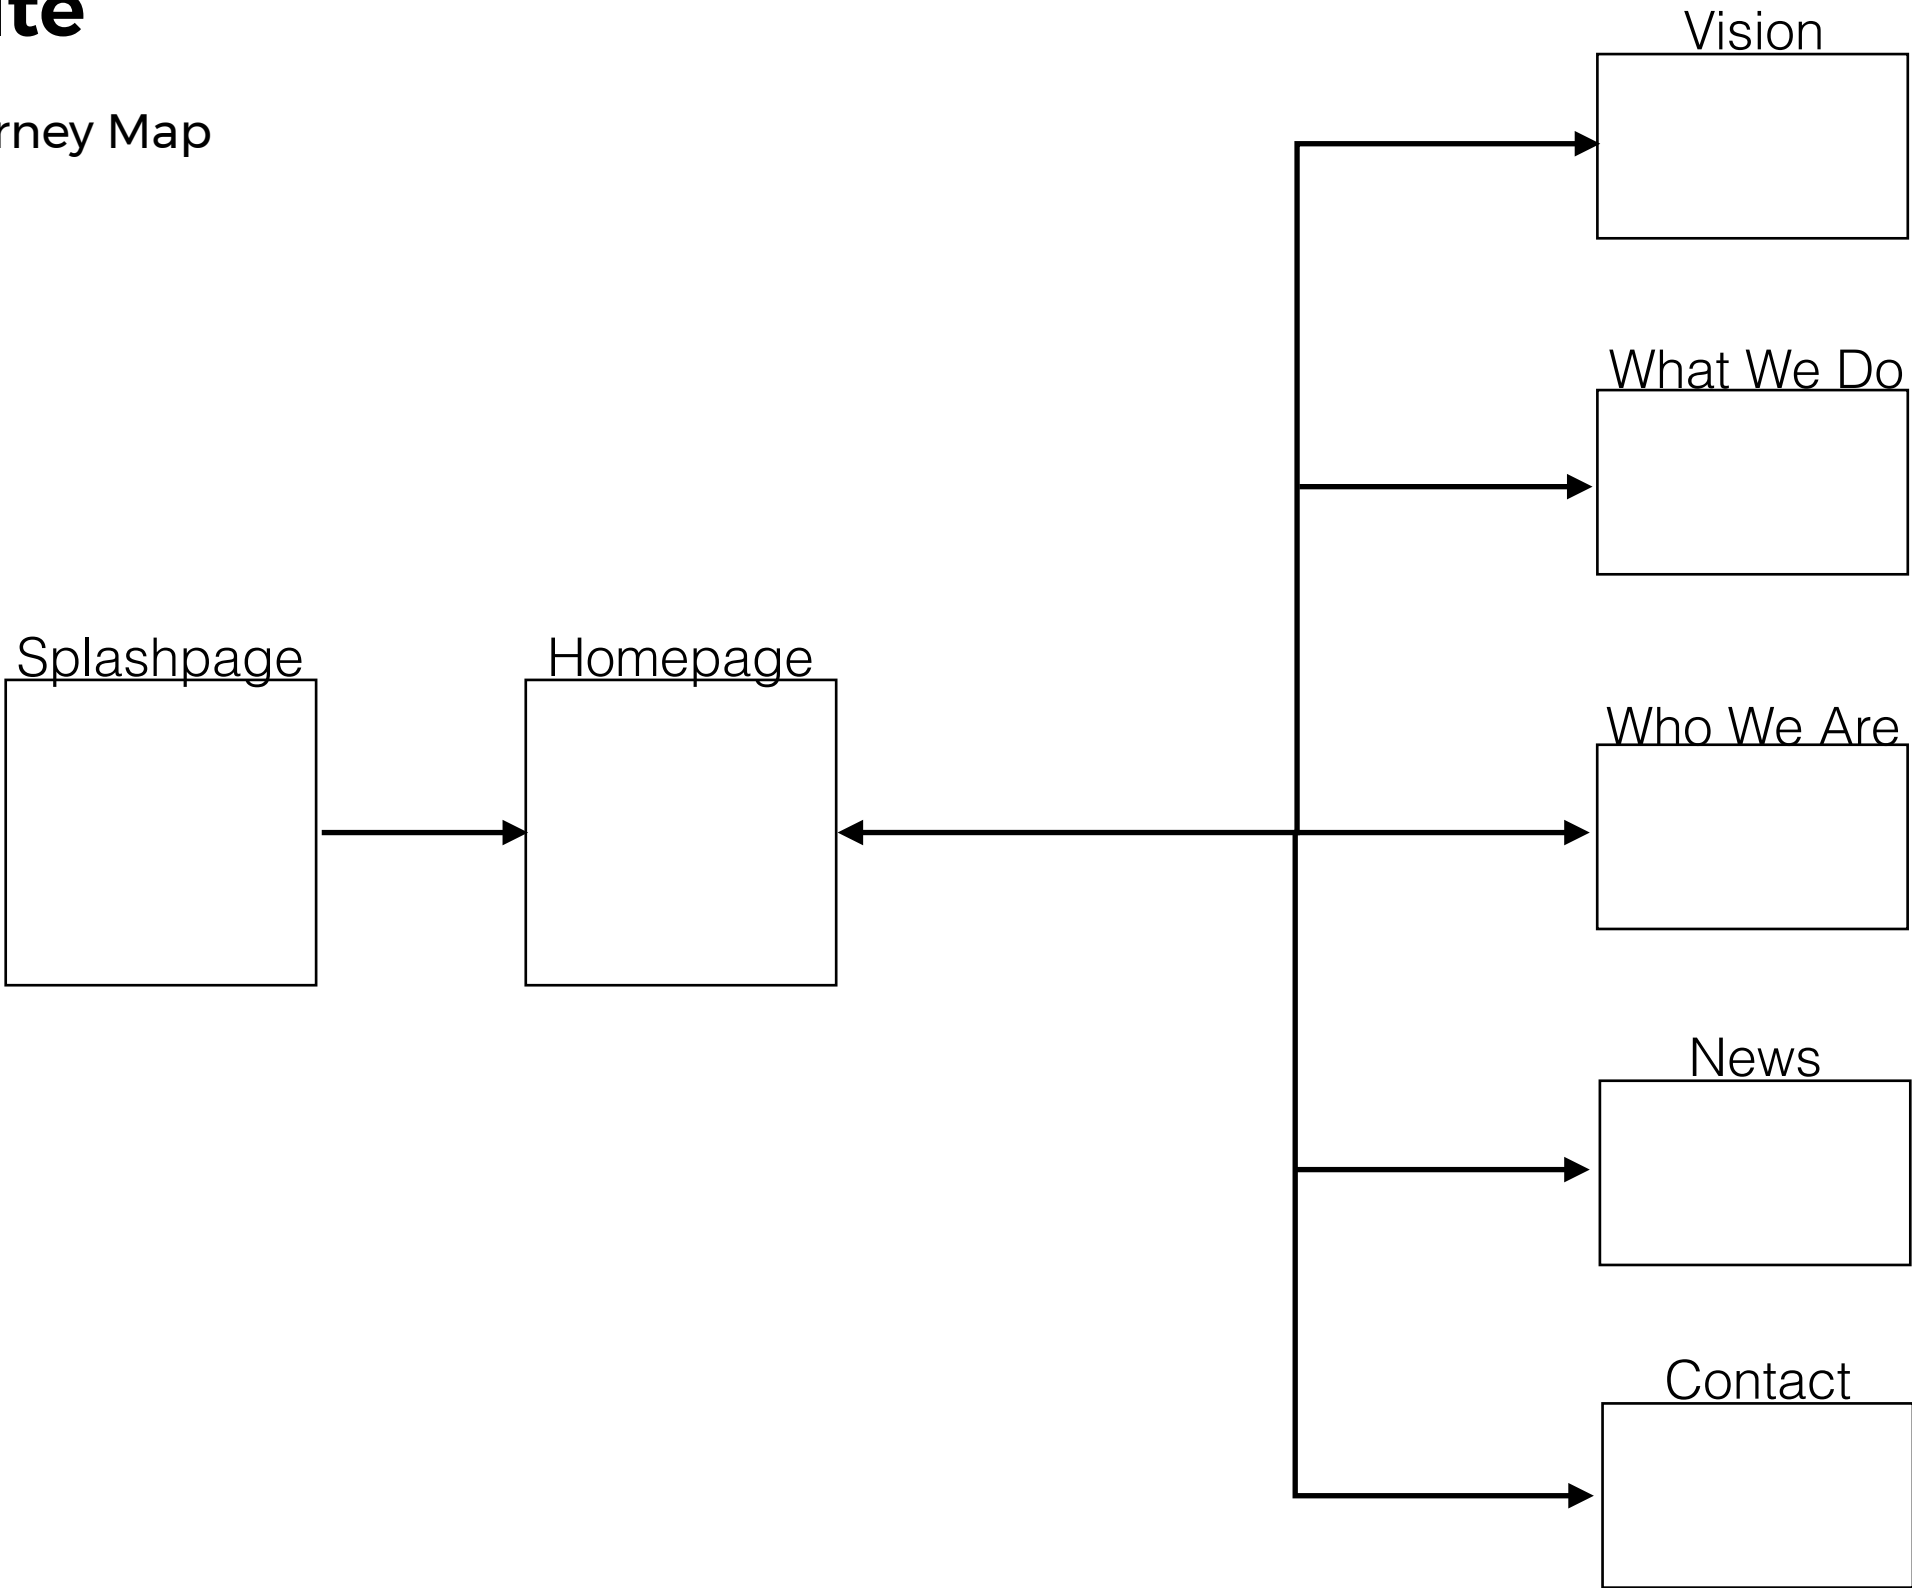 ite
rney Map
Vision
What We Do
Splashpage
Homepage
Who We Are
News
Contact